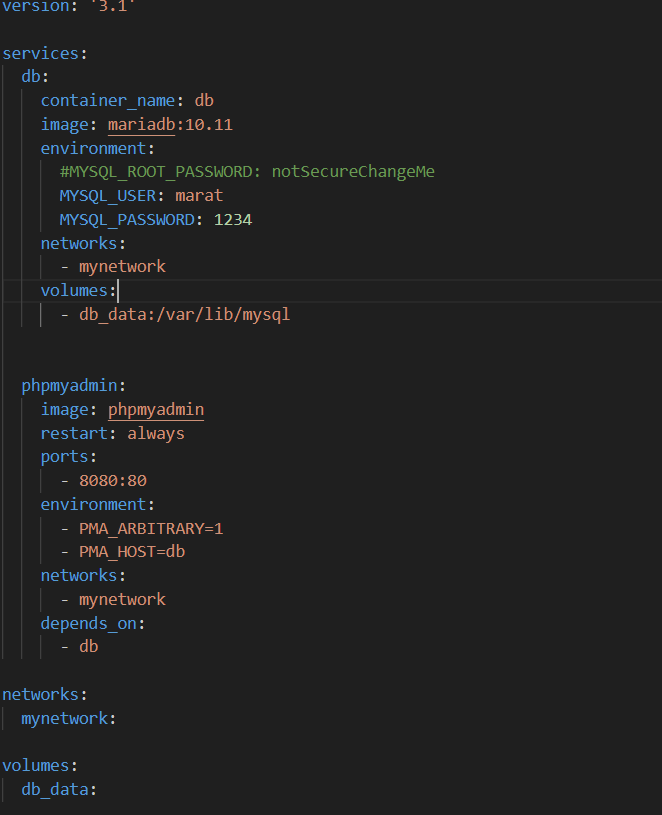 version: '3.1'

services:
  db:
    container_name: db
    image: mariadb:10.11
    environment:
      #MYSQL_ROOT_PASSWORD: notSecureChangeMe
      MYSQL_USER: marat
      MYSQL_PASSWORD: 1234
    networks:
      - mynetwork
    volumes:
      - db_data:/var/lib/mysql


  phpmyadmin:
    image: phpmyadmin
    restart: always
    ports:
      - 8080:80
    environment:
      - PMA_ARBITRARY=1
      - PMA_HOST=db
    networks:
      - mynetwork
    depends_on:
      - db

networks:
  mynetwork:

volumes:
  db_data: